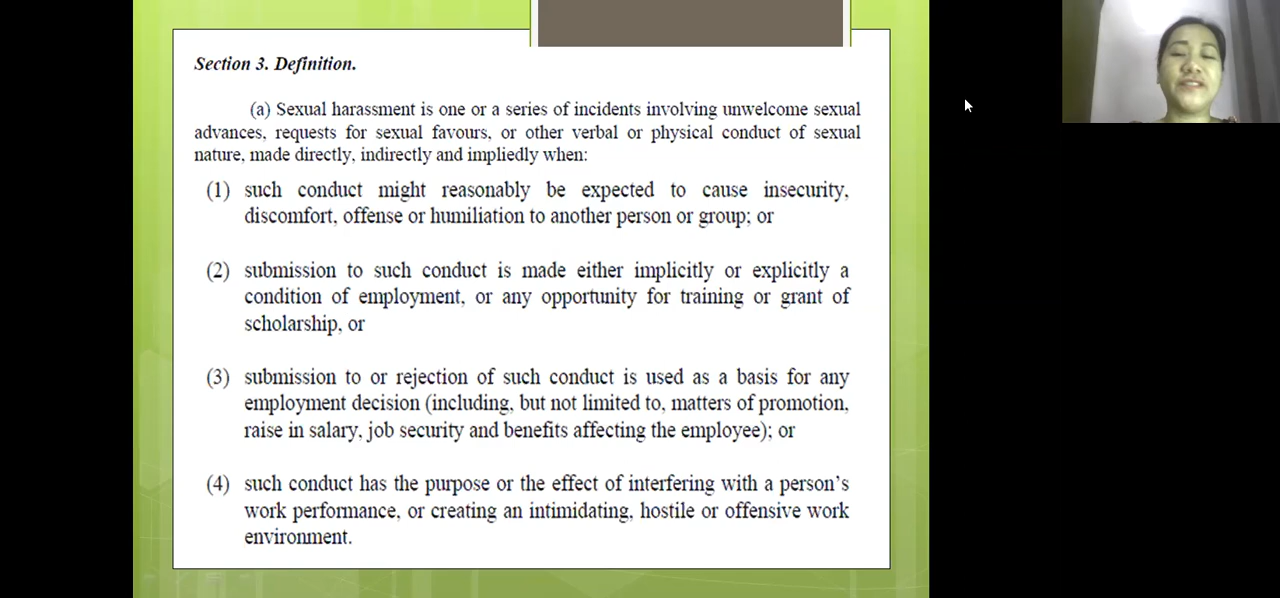 Section 3. Definition.
(a) Sexual harassment is one or a series of incidents involving unwelcome sexual
advances, requests for sexual favours, or other verbal or physical conduct of sexual
nature, made directly, indirectly and impliedly when:
(1) such conduct might reasonably be expected to cause insecurity,
discomfort, offense or humiliation to another person or group; or
(2) submission to such conduct is made either implicitly or explicitly a
condition of employment, or any opportunity for training or grant of
scholarship, or
(3) submission to or rejection of such conduct is used as a basis for any
employment decision (including, but not limited to, matters of promotion,
raise in salary, job security and benefits affecting the employee); or
(4) such conduct has the purpose or the effect of interfering with a person's
work performance, or creating an intimidating, hostile or offensive work
environment.